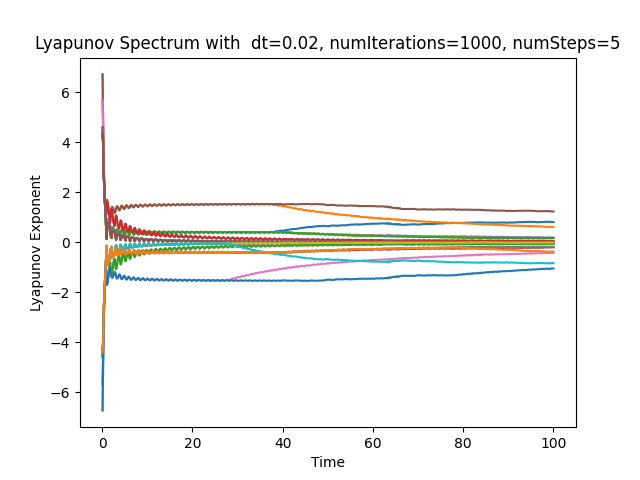 Lyapunov Spectrum with  dt=0.02, numIterations=1000, numSteps=5
6
4
2
0
−2
−4
−6
Lyapunov Exponent
0 20 40 60 80 100
Time